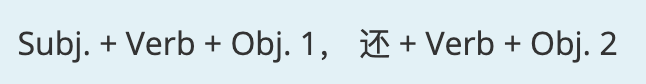 Subj. + Verb + Obj. 1， 还 + Verb + Obj. 2